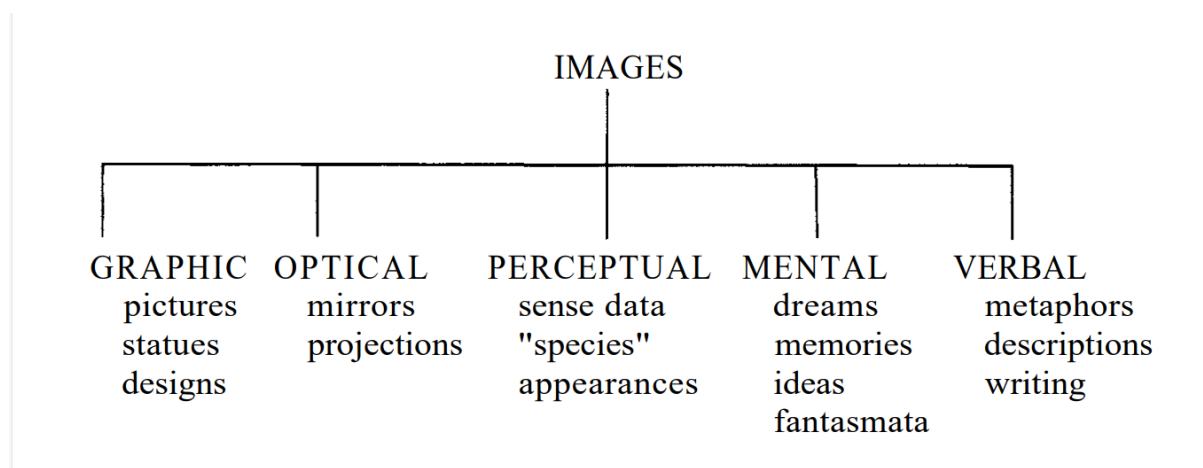 IMAGES
GRAPHIC OPTICAL PERCEPTUAL MENTAL VERBAL
pictures mirrors sense data dreams metaphors
statues projections "species" memories descriptions
designs appearances ideas writing
fantasmata